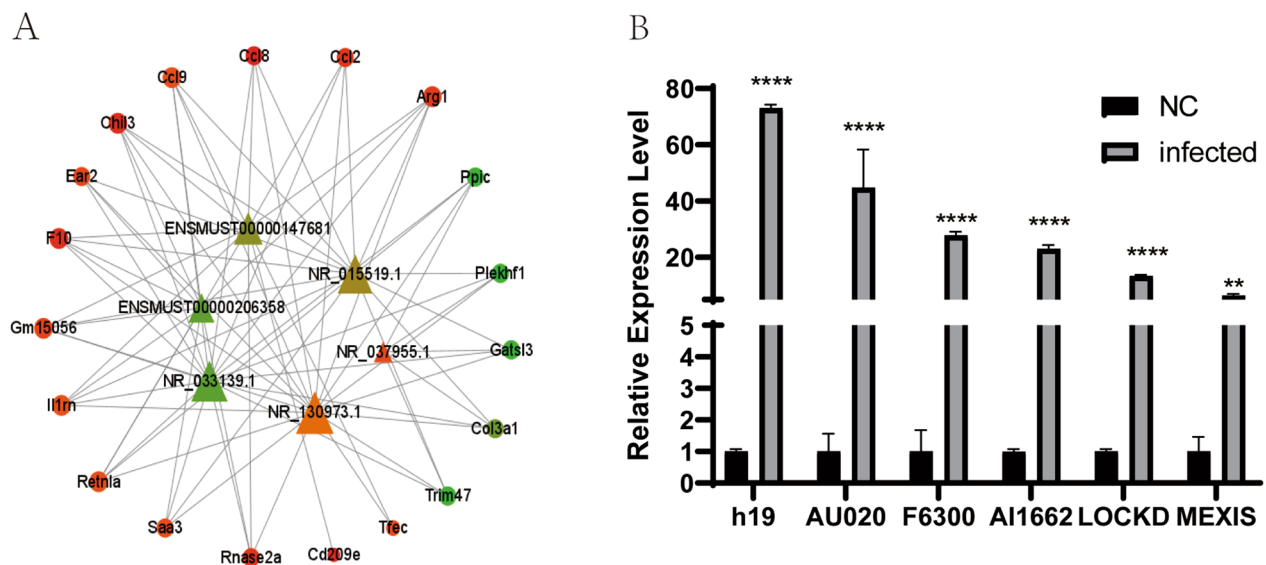 A
Ccl8
Ccl2
Ccl9
Arg1
Chil3
Ear2
Ppic
F10
ENSMUST00000147681
NR_015519.1
Plekhf1
ENSMUST00000206358
Gm15056
NR_037955.1
Gatsl3
NR_033139.1
Il1rn
NR_130973.1
Col3a1
Retnla
Trim47
Saa3
Tfec
Rnase2a
Cd209e
B
Relative Expression Level
80
60
40
20
5
4
3
2
1
0
****
****
****
****
****
**
NC
infected
h19 AU020 F6300 AI1662 LOCKD MEXIS